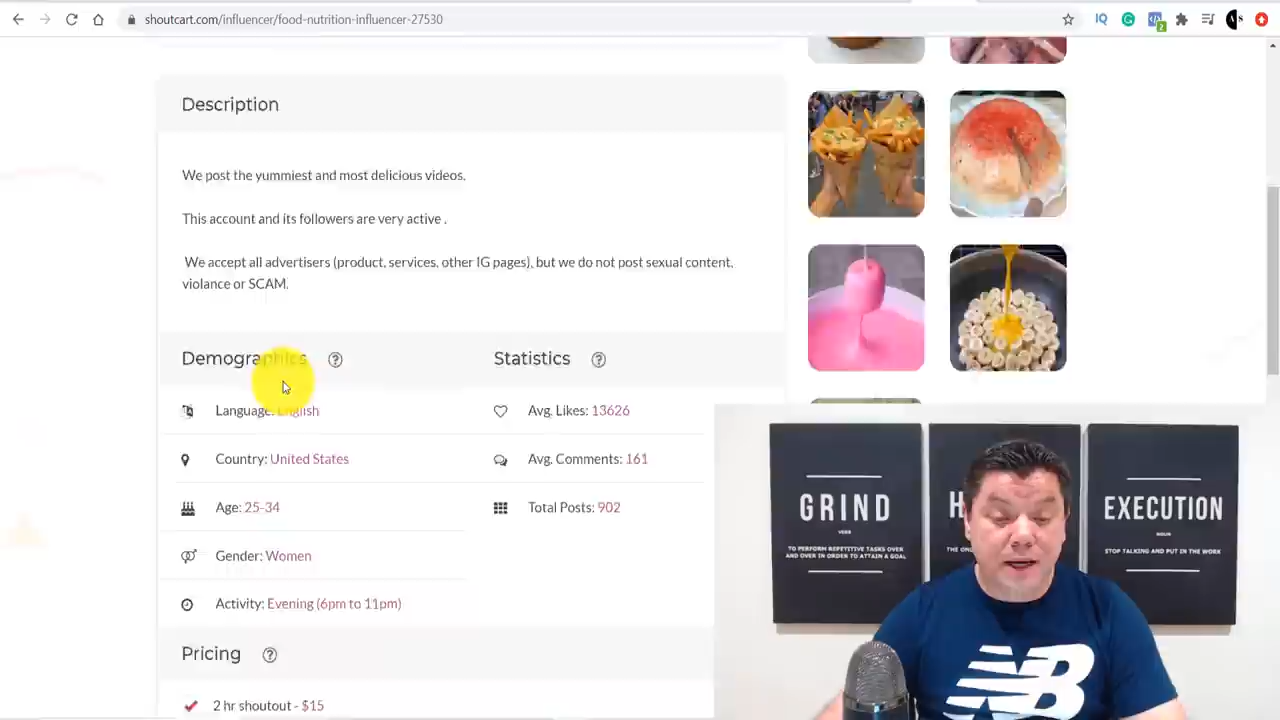 shoutcart.com/influencer/food-nutrition-influencer-27530
Description
We post the yummiest and most delicious videos.
This account and its followers are very active .
We accept an advertisers (product, services, other IG pages), but we do not post sexual content,
violance or SCAM.
Demographics
Statistics
Language: English
Avg. Likes: 13626
Country: United States
Avg. Comments: 161
Age: 25-34
Total Posts: 902
Gender: Women
Activity: Evening (6pm to 11pm)
Pricing
2 hr shoutout - $15
GRIND
VERB
TO PERFORM REPETITIVE TASKS OVER
AND OVER IN ORDER TO ATTAIN A GOAL
H
EXECUTION
NOUN
STOP TALKING AND PUT IN THE WORK
NB